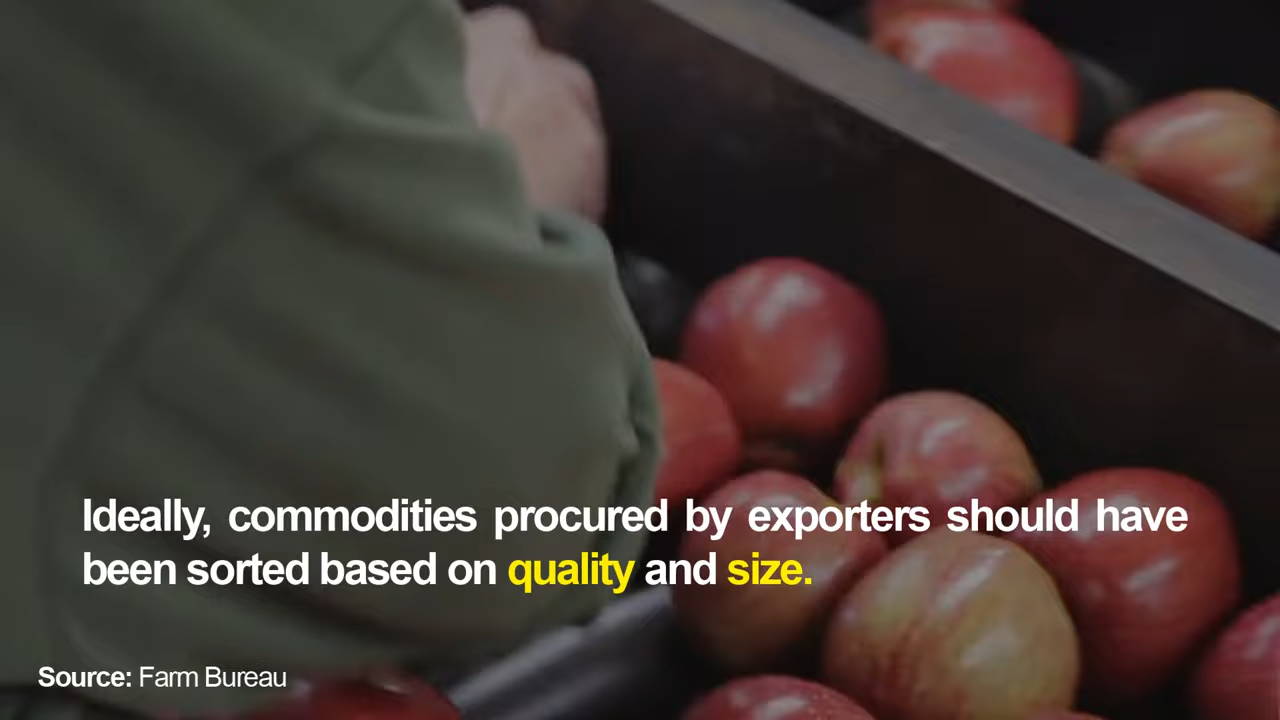 Ideally, commodities procured by exporters should have
been sorted based on quality and size.
Source: Farm Bureau